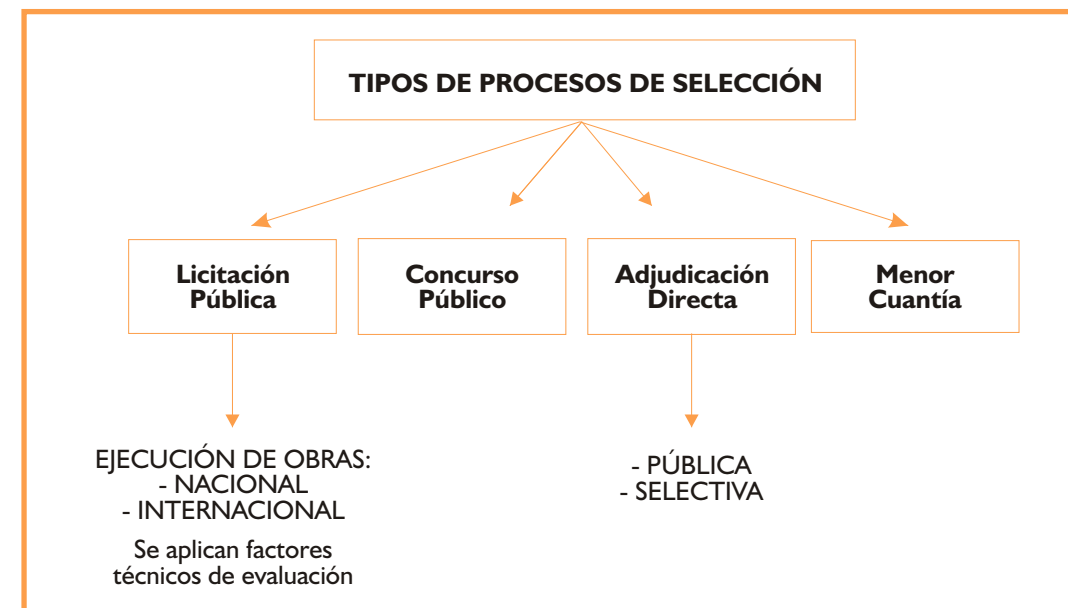 TIPOS DE PROCESOS DE SELECCIÓN
Licitación
Pública
Concurso
Público
Adjudicación
Directa
Menor
Cuantía
EJECUCIÓN DE OBRAS:
- NACIONAL
- INTERNACIONAL
Se aplican factores
técnicos de evaluación
- PÚBLICA
- SELECTIVA